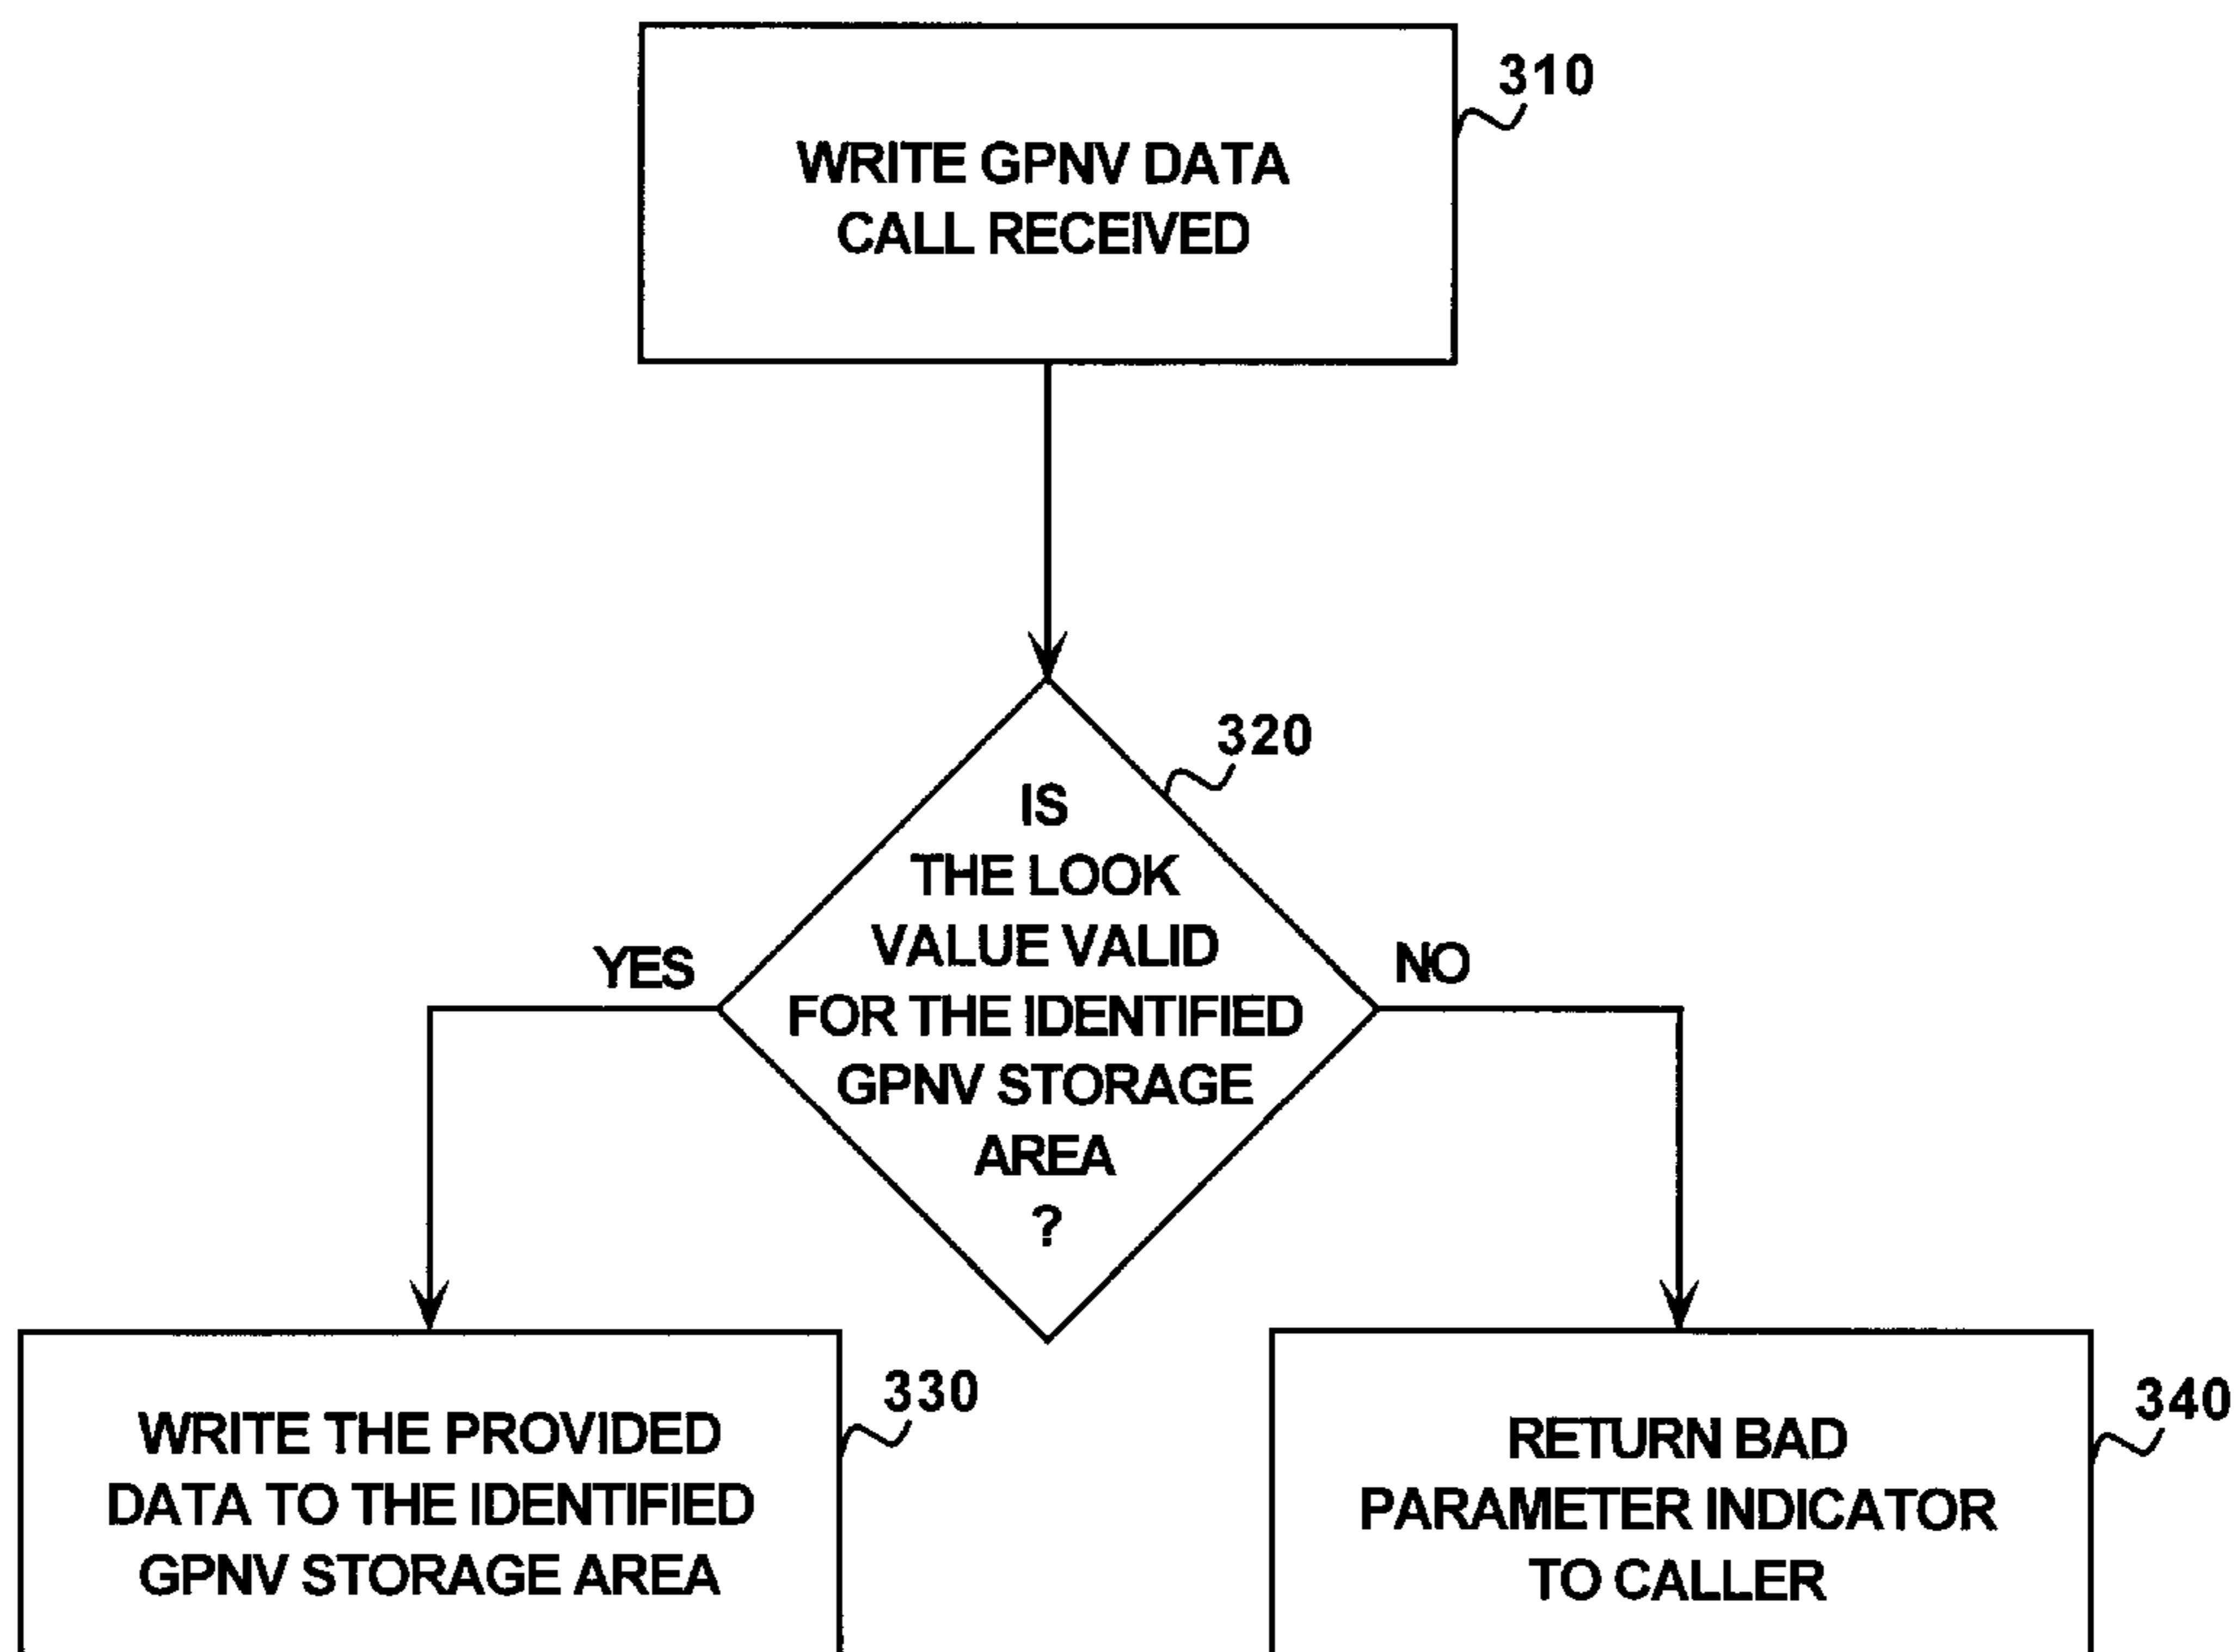 310
WRITE GPNV DATA
CALL RECEIVED
320
IS
THE LOOK
VALUE VALID
FOR THE IDENTIFIED
GPNV STORAGE
AREA
?
YES
NO
330
WRITE THE PROVIDED
DATA TO THE IDENTIFIED
GPNV STORAGE AREA
340
RETURN BAD
PARAMETER INDICATOR
TO CALLER